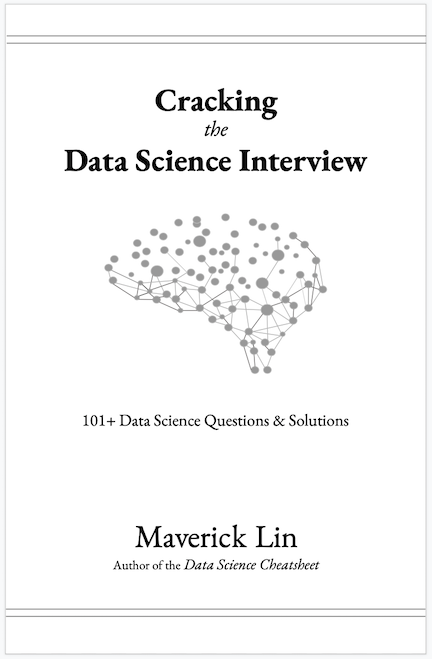 Cracking
the
Data Science Interview
101+ Data Science Questions & Solutions
Maverick Lin
Author of the Data Science Cheatsheet